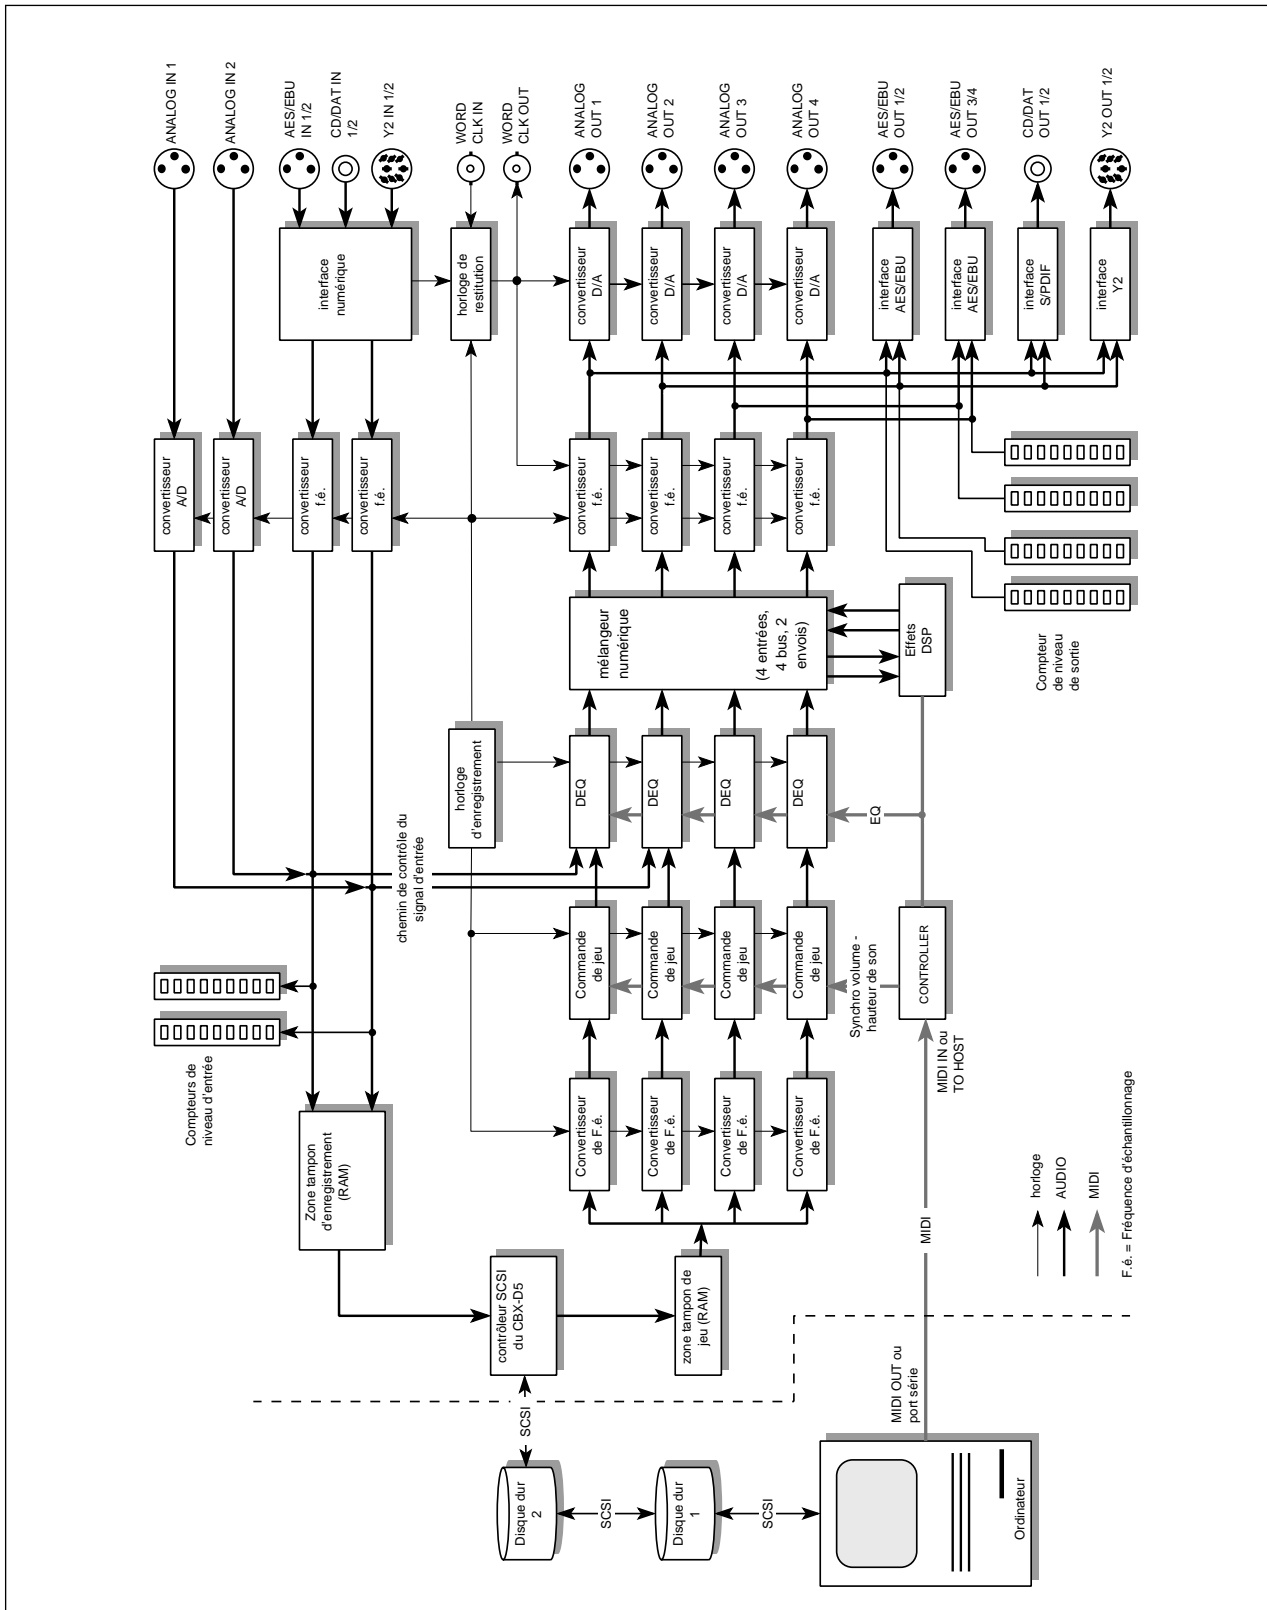 ANALOG IN 1
ANALOG IN 2
AES/EBU
IN 1/2
CD/DAT IN
1/2
Y2 IN 1/2
WORD
CLK IN
WORD
CLK OUT
ANALOG
OUT 1
ANALOG
OUT 2
ANALOG
OUT 3
ANALOG
OUT 4
AES/EBU
OUT 1/2
AES/EBU
OUT 3/4
CD/DAT
OUT 1/2
Y2 OUT 1/2
interface
numérique
horloge de
restitution
convertisseur
D/A
convertisseur
D/A
convertisseur
D/A
convertisseur
D/A
interface
AES/EBU
interface
AES/EBU
interface
S/PDIF
interface
Y2
convertisseur
A/D
convertisseur
A/D
convertisseur
f.é.
convertisseur
f.é.
convertisseur
f.é.
convertisseur
f.é.
convertisseur
f.é.
convertisseur
f.é.
mélangeur
numérique
(4 entrées,
4 bus, 2
envois)
Effets
DSP
Compteur
de niveau
de sortie
horloge
d'enregistrement
DEQ
DEQ
DEQ
DEQ
EQ
chemin de contrôle du
signal d'entrée
Commande
de jeu
Commande
de jeu
Commande
de jeu
Commande
de jeu
Synchro volume -
hauteur de son
CONTROLLER
MIDI IN ou
TO HOST
Compteurs de
niveau d'entrée
Zone tampon
d'enregistrement
(RAM)
Convertisseur
de F.é.
Convertisseur
de F.é.
Convertisseur
de F.é.
Convertisseur
de F.é.
MIDI
horloge
AUDIO
MIDI
F.é. = Fréquence d'échantillonnage
contrôleur SCSI
du CBX-D5
zone tampon de
jeu (RAM)
SCSI
MIDI OUT ou
port série
Disque dur
2
SCSI
Disque dur
1
SCSI
Ordinateur